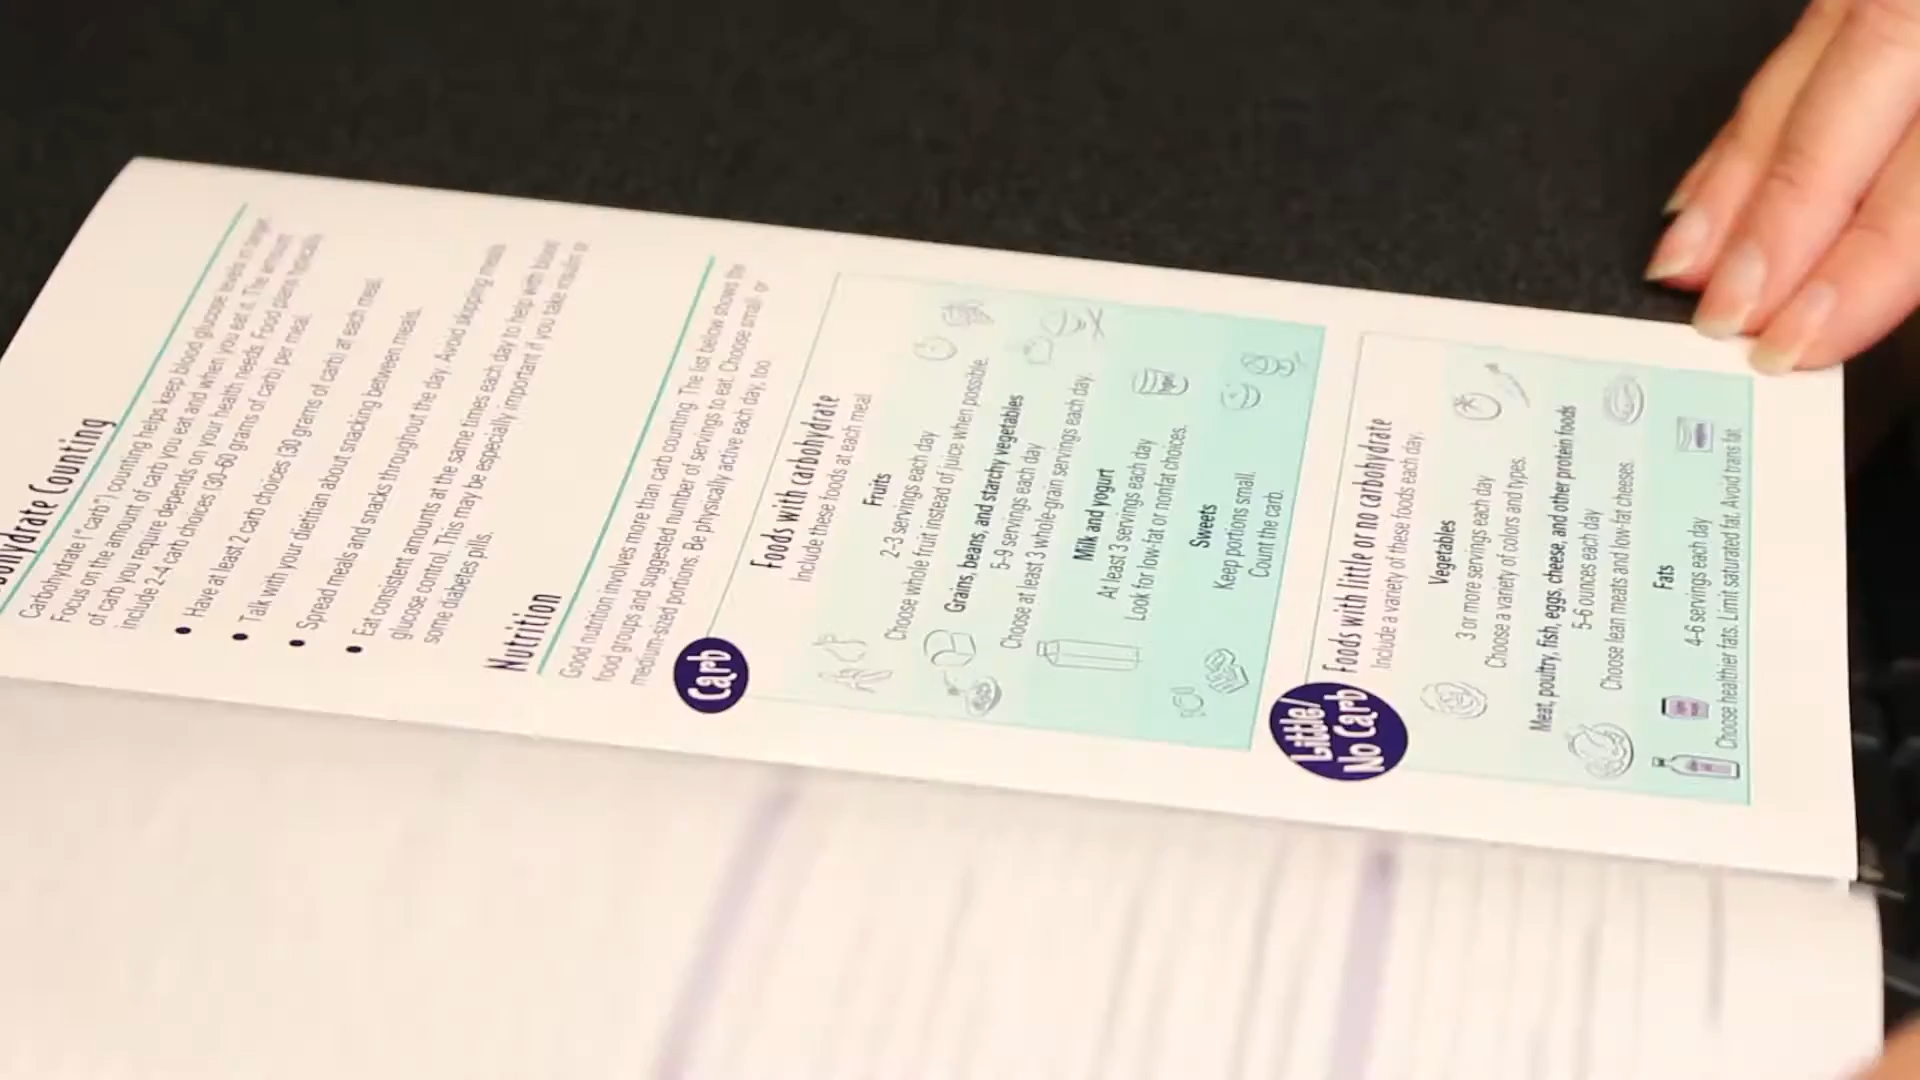 Carbohydrate Counting
Carbohydrate ("carb") counting helps keep blood glucose levels in target.
Focus on the amount of carb you eat and when you eat it. The amount
of carb you require depends on your health needs. Food plans typically
include 2-4 carb choices (30-60 grams of carb) per meal.
• Have at least 2 carb choices (30 grams of carb) at each meal.
• Talk with your dietitian about snacking between meals.
• Spread meals and snacks throughout the day. Avoid skipping meals
• Eat consistent amounts at the same times each day to help with blood
glucose control. This may be especially important if you take insulin or
some diabetes pills.
Nutrition
Good nutrition involves more than carb counting. The list below shows the
food groups and suggested number of servings to eat. Choose small- or
medium-sized portions. Be physically active each day, too
Carb
Foods with carbohydrate
Include these foods at each meal.
Fruits
2-3 servings each day
Choose whole fruit instead of juice when possible.
Grains, beans, and starchy vegetables
5-9 servings each day
Choose at least 3 whole-grain servings each day.
Milk and yogurt
At least 3 servings each day
Look for low-fat or nonfat choices.
Sweets
Keep portions small.
Count the carb.
Little/
No Carb
Foods with little or no carbohydrate
Include a variety of these foods each day.
Vegetables
3 or more servings each day
Choose a variety of colors and types.
Meat, poultry, fish, eggs, cheese, and other protein foods
5-6 ounces each day
Choose lean meats and low-fat cheeses.
Fats
4-6 servings each day
Choose healthier fats. Limit saturated fat. Avoid trans fat